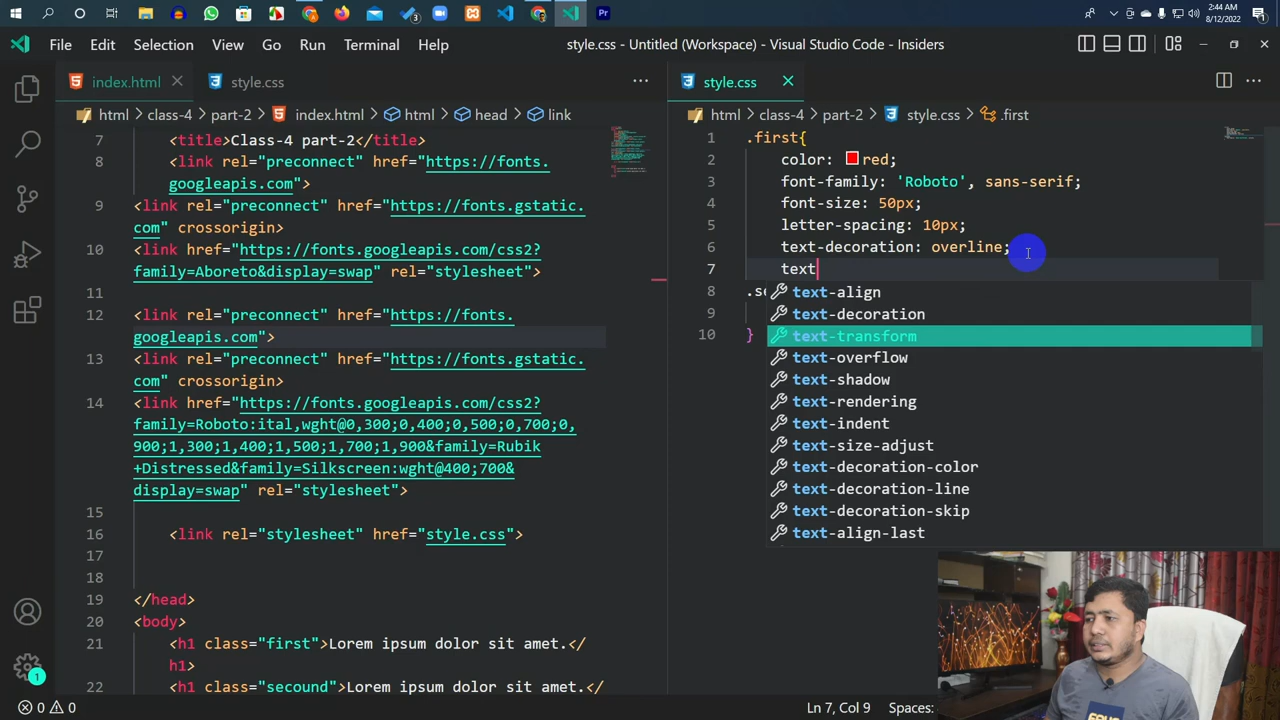 3
2:44 AM
8/12/2022
1
File Edit Selection View Go Run Terminal Help
style.css - Untitled (Workspace) - Visual Studio Code - Insiders
index.html
style.css
html > class-4 > part-2 > index.html > html > head > link
7 <title>Class-4 part-2</title>
8 <link rel="preconnect" href="https://fonts.
googleapis.com">
9 <link rel="preconnect" href="https://fonts.gstatic.
com" crossorigin>
10 <link href="https://fonts.googleapis.com/css2?
family=Aboreto&display=swap" rel="stylesheet">
11
12 <link rel="preconnect" href="https://fonts.
googleapis.com">
13 <link rel="preconnect" href="https://fonts.gstatic.
com" crossorigin>
14 <link href="https://fonts.googleapis.com/css2?
family=Roboto:ital,wght@0,300;0,400;0,500;0,700;0,
900;1,300;1,400;1,500;1,700;1,900&family=Rubik
+Distressed&family=Silkscreen:wght@400;700&
display=swap" rel="stylesheet">
15
16 <link rel="stylesheet" href="style.css">
17
18
19 </head>
20 <body>
21 <h1 class="first">Lorem ipsum dolor sit amet.</
h1>
22 <h1 class="secound">Lorem ipsum dolor sit amet.</
style.css
html > class-4 > part-2 > style.css > .first
1 .first{
2 color: red;
3 font-family: 'Roboto', sans-serif;
4 font-size: 50px;
5 letter-spacing: 10px;
6 text-decoration: overline;
7 text
8 .se
9
10 }
text-align
text-decoration
text-transform
text-overflow
text-shadow
text-rendering
text-indent
text-size-adjust
text-decoration-color
text-decoration-line
text-decoration-skip
text-align-last
1
0 0
Ln 7, Col 9 Spaces: